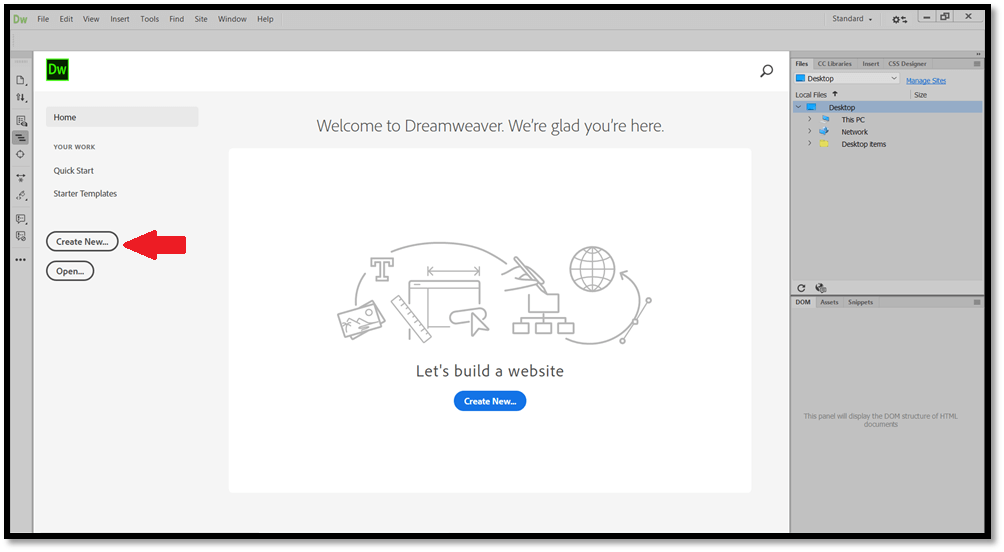 Dw File Edit View Insert Tools Find Site Window Help Standard
Dw
Home
YOUR WORK
Quick Start
Starter Templates
Create New...
Open...
Welcome to Dreamweaver. We're glad you're here.
T
Let's build a website
Create New...
Files CC Libraries Insert CSS Designer
Desktop Manage Sites
Local Files Size
Desktop
This PC
Network
Desktop items
DOM Assets Snippets
This panel will display the DOM structure of HTML
documents